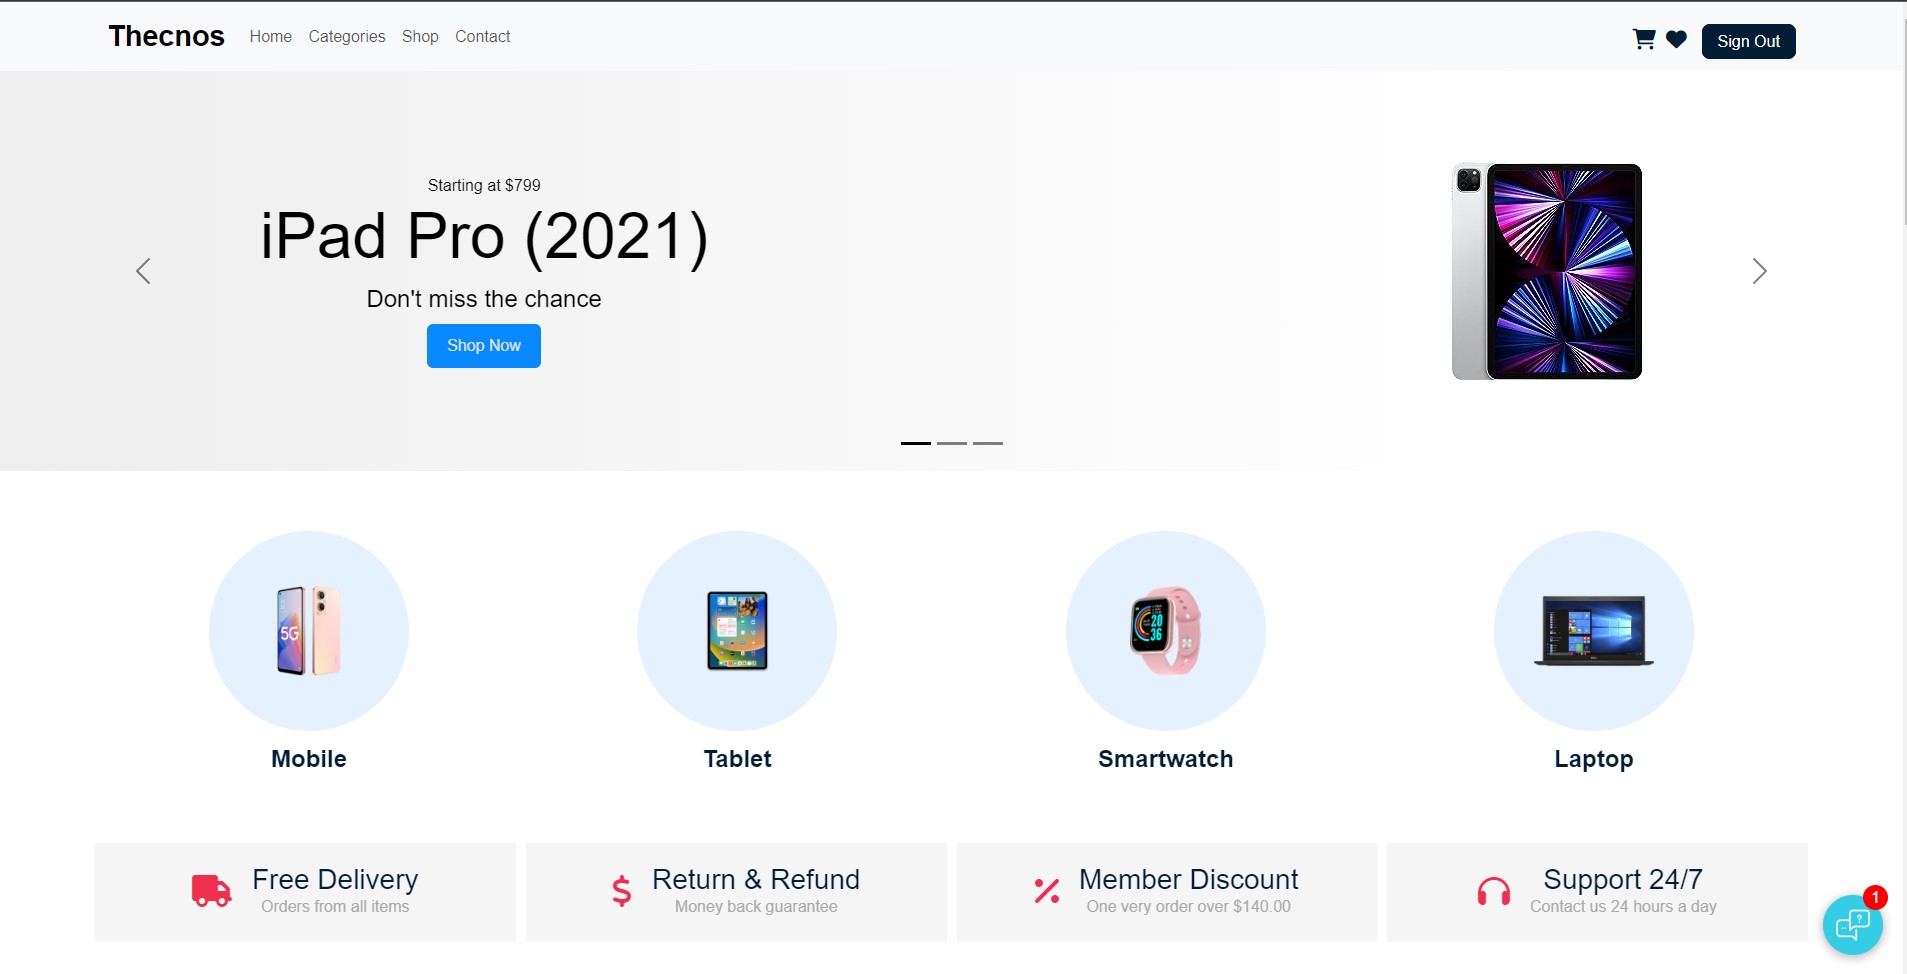 Thecnos
Home Categories Shop Contact
Sign Out
Starting at $799
iPad Pro (2021)
Don't miss the chance
Shop Now
5G
20
36
Mobile
Tablet
Smartwatch
Laptop
Free Delivery
Orders from all items
Return & Refund
Money back guarantee
Member Discount
One very order over $140.00
Support 24/7
Contact us 24 hours a day
1
?